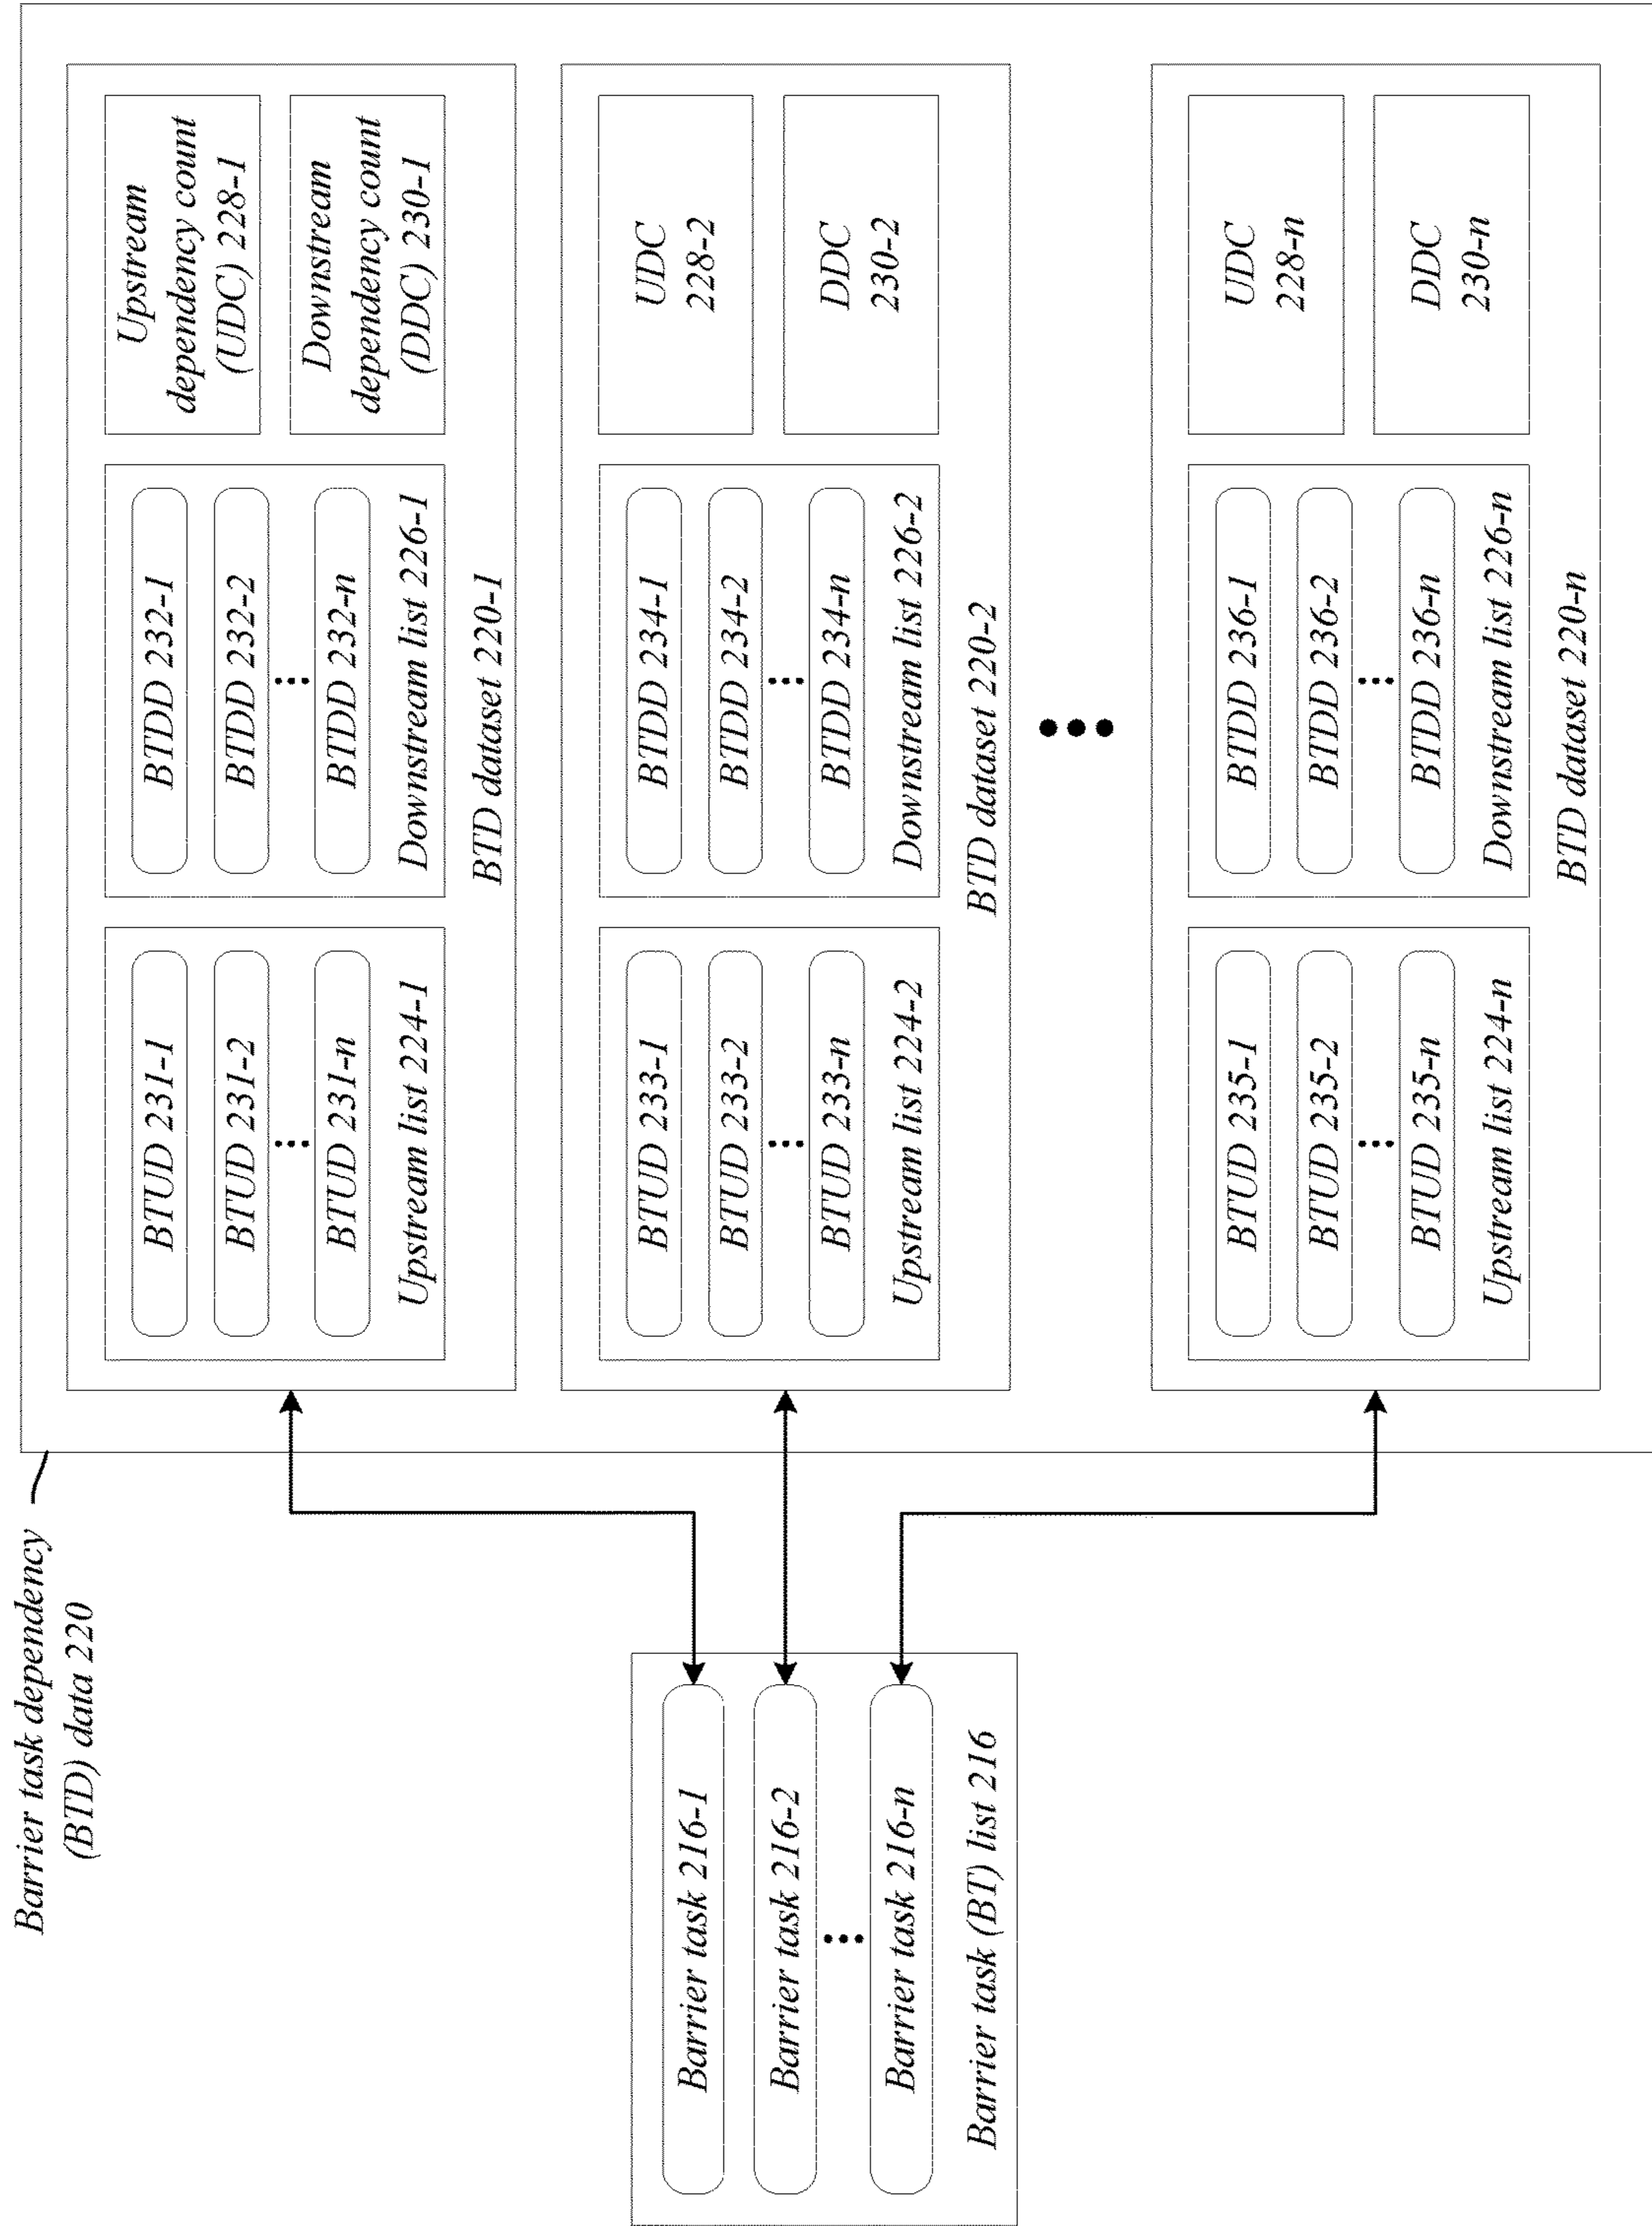 Barrier task dependency
(BTD) data 220
Barrier task 216-1
Barrier task 216-2
Barrier task 216-n
Barrier task (BT) list 216
BTUD 231-1
BTUD 231-2
BTUD 231-n
Upstream list 224-1
BTDD 232-1
BTDD 232-2
BTDD 232-n
Downstream list 226-1
Upstream
dependency count
(UDC) 228-1
Downstream
dependency count
(DDC) 230-1
BTD dataset 220-1
BTUD 233-1
BTUD 233-2
BTUD 233-n
Upstream list 224-2
BTDD 234-1
BTDD 234-2
BTDD 234-n
Downstream list 226-2
UDC
228-2
DDC
230-2
BTD dataset 220-2
BTUD 235-1
BTUD 235-2
BTUD 235-n
Upstream list 224-n
BTDD 236-1
BTDD 236-2
BTDD 236-n
Downstream list 226-n
UDC
228-n
DDC
230-n
BTD dataset 220-n